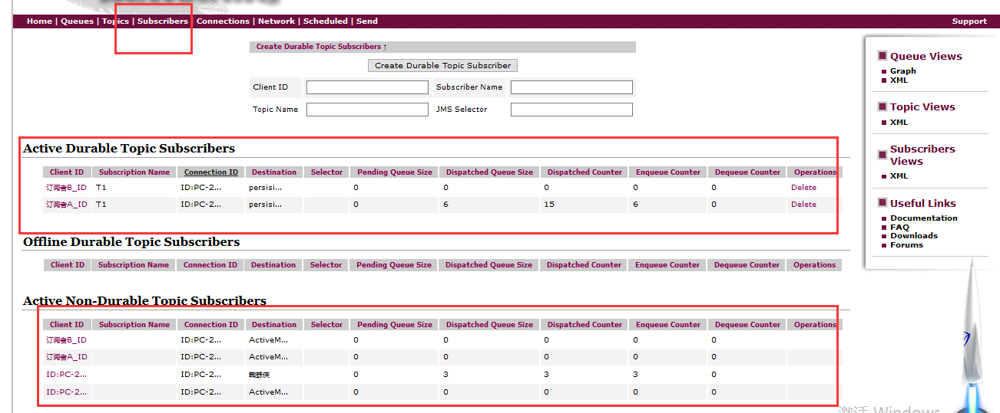 Home | Queues | Topics | Subscribers | Connections | Network | Scheduled | Send
Support
Create Durable Topic Subscribers ↑
Create Durable Topic Subscriber
Client ID Subscriber Name
Topic Name JMS Selector
Active Durable Topic Subscribers
Client ID Subscription Name Connection ID Destination Selector Pending Queue Size Dispatched Queue Size Dispatched Counter Enqueue Counter Dequeue Counter Operations
订阅者B_ID T1 ID:PC-2... persisi... 0 0 0 0 0 Delete
订阅者A_ID T1 ID:PC-2... persisi... 0 6 15 6 0 Delete
Offline Durable Topic Subscribers
Client ID Subscription Name Connection ID Destination Selector Pending Queue Size Dispatched Queue Size Dispatched Counter Enqueue Counter Dequeue Counter Operations
Active Non-Durable Topic Subscribers
Client ID Subscription Name Connection ID Destination Selector Pending Queue Size Dispatched Queue Size Dispatched Counter Enqueue Counter Dequeue Counter Operations
订阅者B_ID ID:PC-2... ActiveM... 0 0 0 0 0
订阅者A_ID ID:PC-2... ActiveM... 0 0 0 0 0
ID:PC-2... ID:PC-2... 蜘蛛侠 0 3 3 3 0
ID:PC-2... ID:PC-2... ActiveM... 0 0 0 0 0
Queue Views
Graph
XML
Topic Views
XML
Subscribers
Views
XML
Useful Links
Documentation
FAQ
Downloads
Forums
激活 Windows